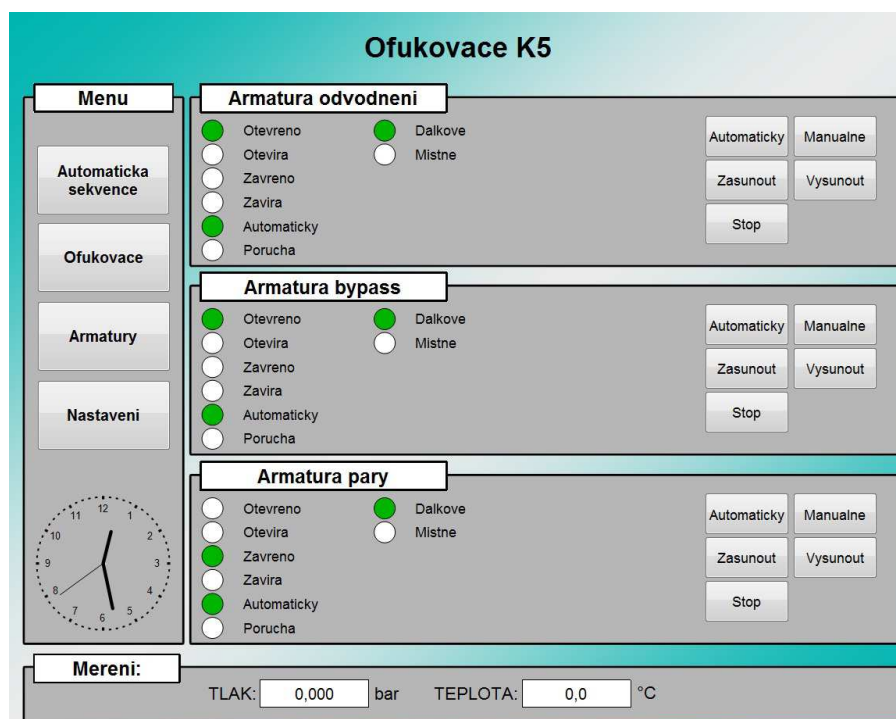 Ofukovace K5
Menu
Automaticka
sekvence
Ofukovace
Armatury
Nastaveni
12
1
2
3
4
5
6
7
8
9
10
11
Armatura odvodneni
Otevreno
Otevira
Zavreno
Zavira
Automaticky
Porucha
Dalkove
Mistne
Automaticky Manualne
Zasunout Vysunout
Stop
Armatura bypass
Otevreno
Otevira
Zavreno
Zavira
Automaticky
Porucha
Dalkove
Mistne
Automaticky Manualne
Zasunout Vysunout
Stop
Armatura pary
Otevreno
Otevira
Zavreno
Zavira
Automaticky
Porucha
Dalkove
Mistne
Automaticky Manualne
Zasunout Vysunout
Stop
Mereni:
TLAK: 0,000 bar TEPLOTA: 0,0 °C